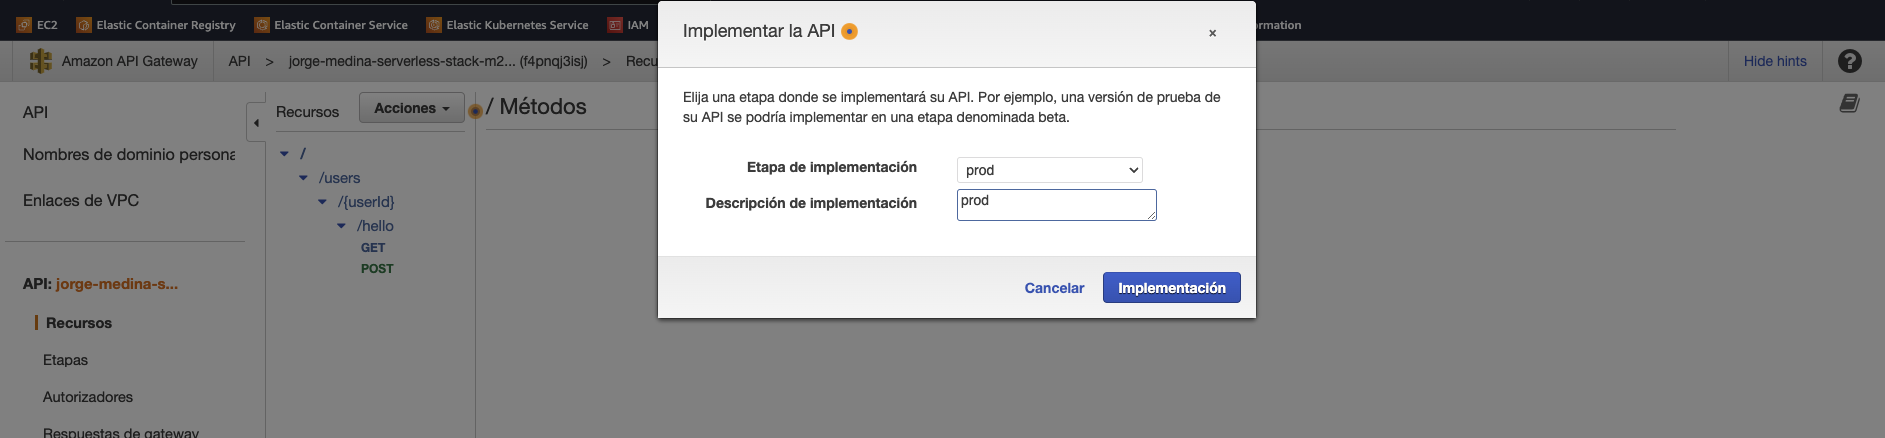 EC2 Elastic Container Registry Elastic Container Service Elastic Kubernetes Service IAM
Implementar la API
×
Amazon API Gateway API > jorge-medina-serverless-stack-m2... (f4pnqj3isj) > Recu
Hide hints ?
API
Nombres de dominio persona
Enlaces de VPC
API: jorge-medina-s...
Recursos
Etapas
Autorizadores
Respuestas de gateway
Recursos
Acciones
/ Métodos
/
/users
/{userId}
/hello
GET
POST
Elija una etapa donde se implementará su API. Por ejemplo, una versión de prueba de
su API se podría implementar en una etapa denominada beta.
Etapa de implementación prod
Descripción de implementación prod
Cancelar Implementación